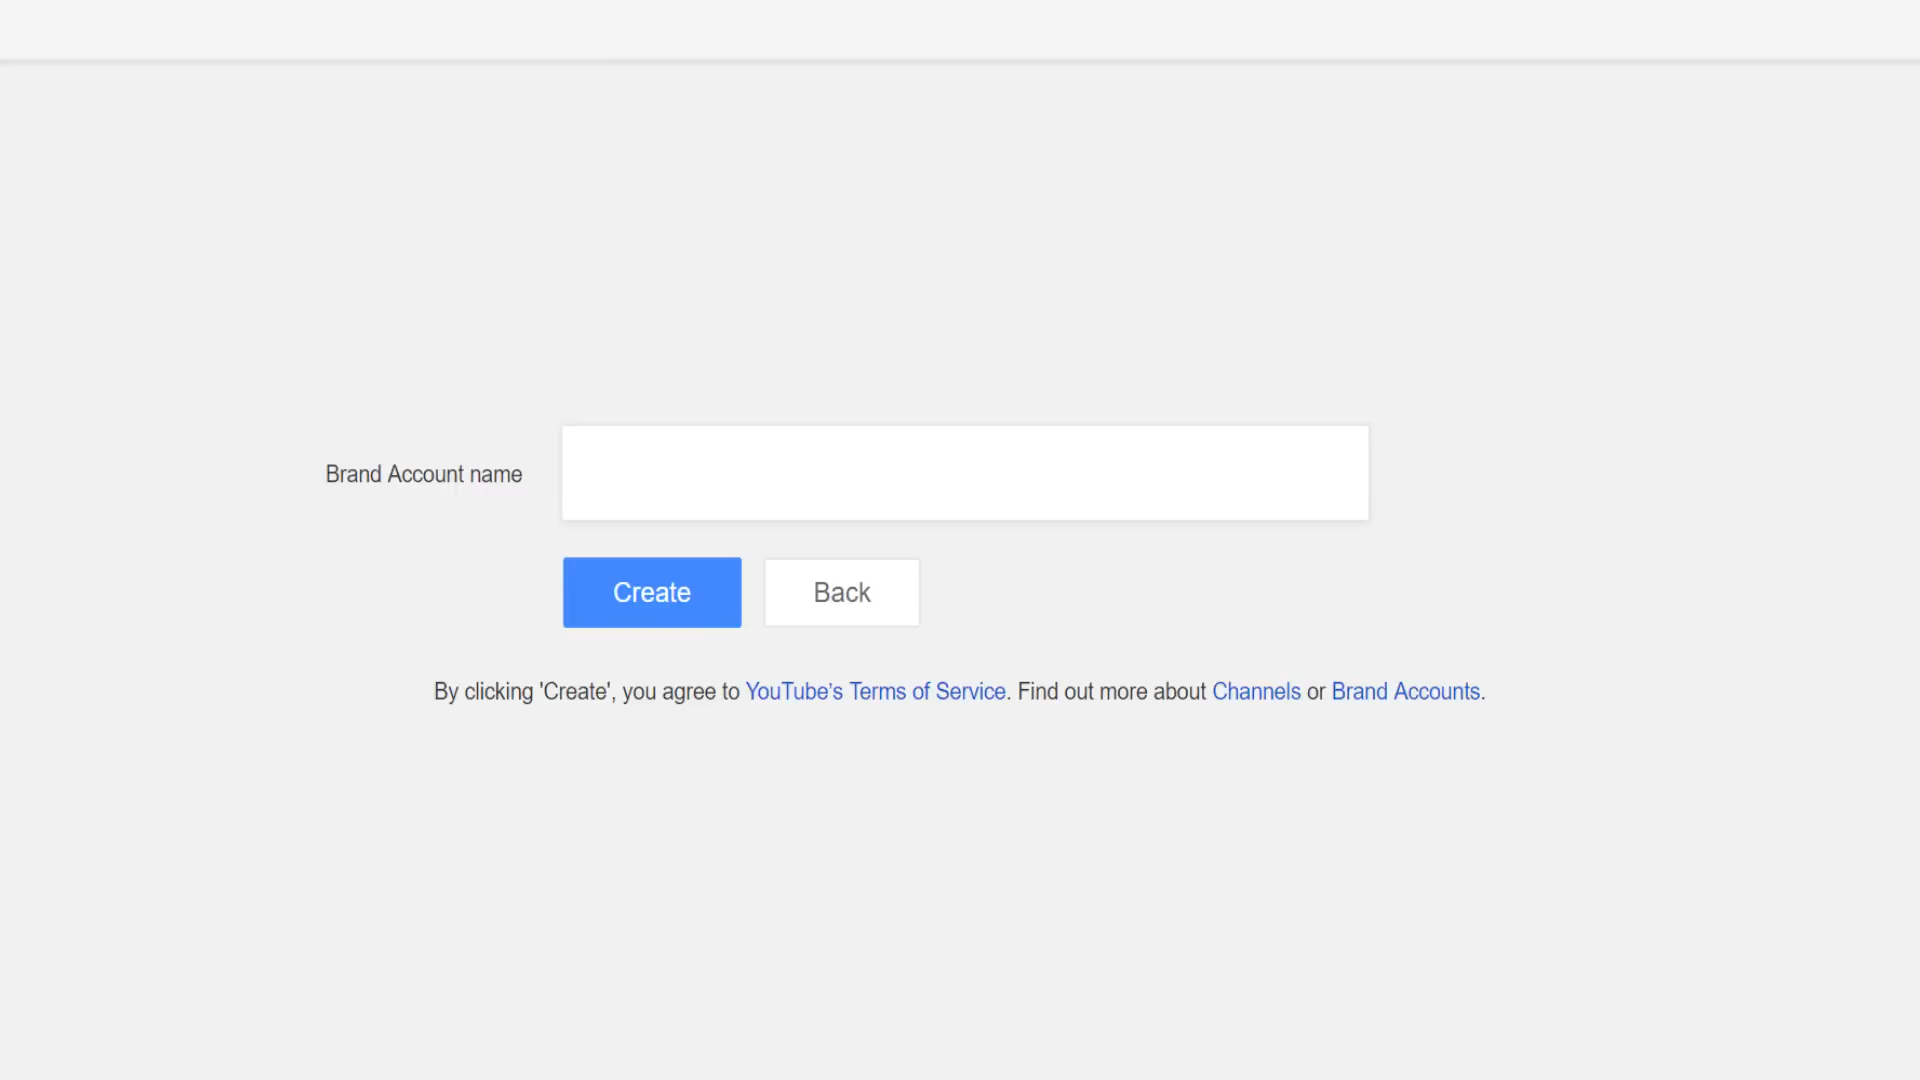 Brand Account name
Create Back
By clicking 'Create', you agree to YouTube’s Terms of Service. Find out more about Channels or Brand Accounts.